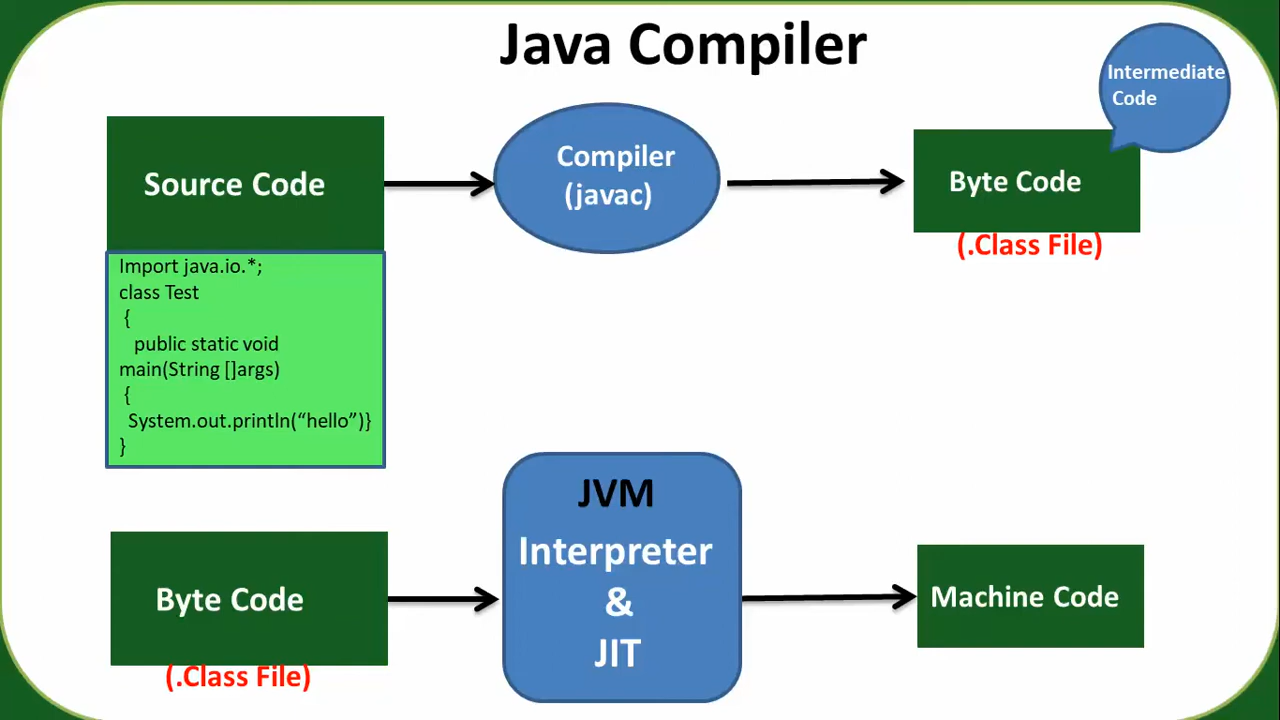 Java Compiler
Intermediate
Code
Source Code
Compiler
(javac)
Byte Code
(.Class File)
Import java.io.*;
class Test
{
public static void
main(String []args)
{
System.out.println(“hello”)}
}
JVM
Interpreter
&
JIT
Byte Code
(.Class File)
Machine Code